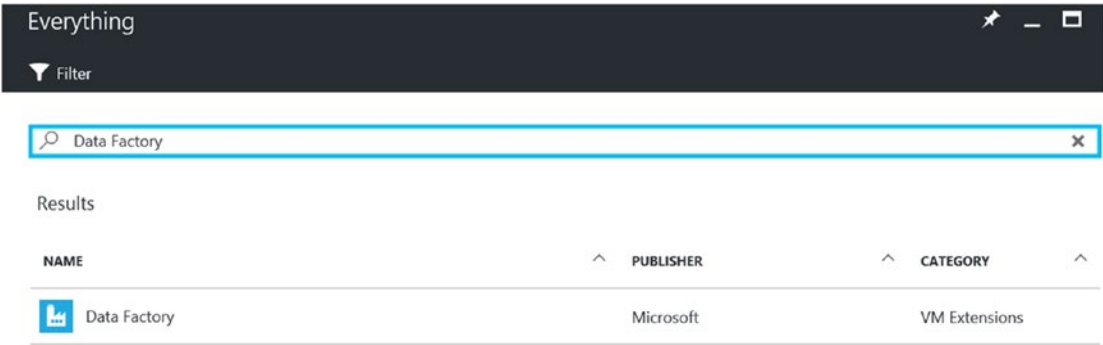 Everything
Filter
Data Factory
Results
NAME PUBLISHER CATEGORY
Data Factory Microsoft VM Extensions